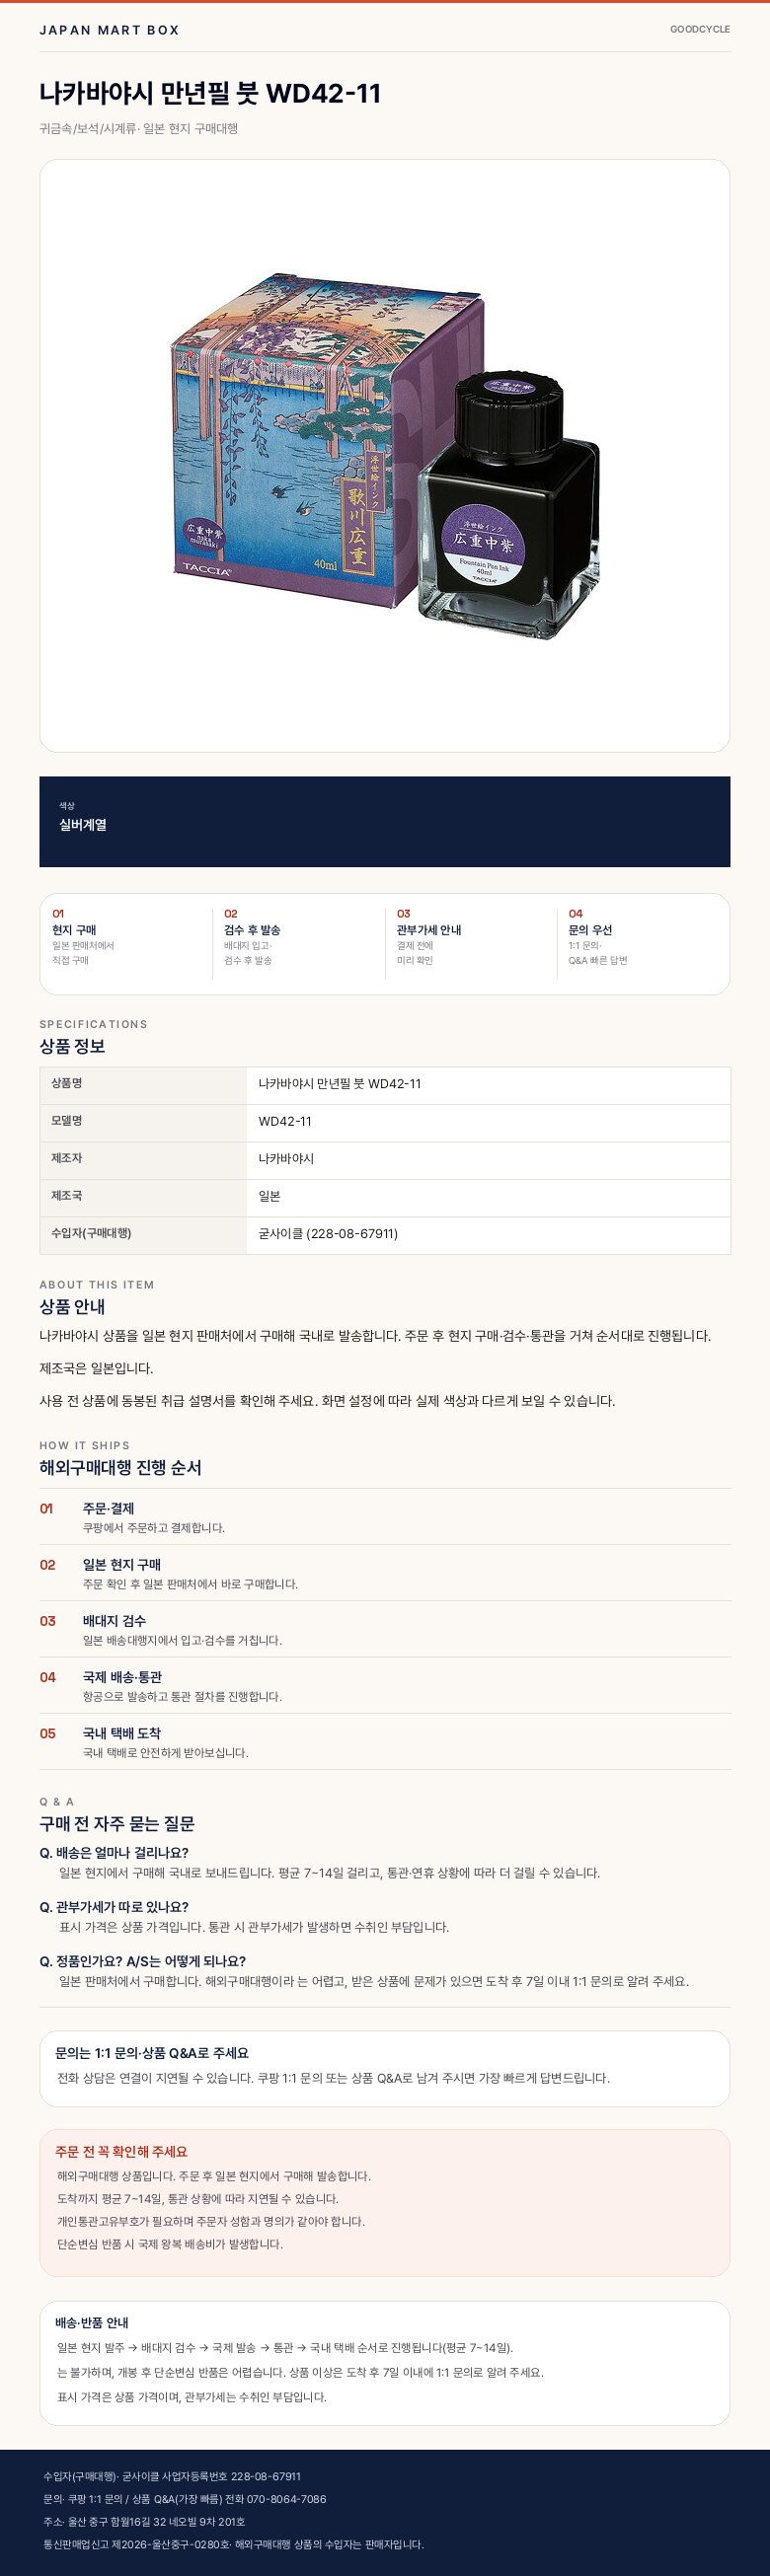 JAPAN MART BOX
GOODCYCLE
나카바야시 만년필 붓 WD42-11
귀금속/보석/시계류· 일본 현지 구매대행
広重中紫
浮世絵インク
歌川広重
広重中紫
naka
murasaki
TACCIA
40ml
浮世絵インク
広重中紫
Fountain Pen Ink
40ml
TACCIA
색상
실버계열
01
현지 구매
일본 판매처에서
직접 구매
02
검수 후 발송
배대지 입고·
검수 후 발송
03
관부가세 안내
결제 전에
미리 확인
04
문의 우선
1:1 문의·
Q&A 빠른 답변
SPECIFICATIONS
상품 정보
상품명 나카바야시 만년필 붓 WD42-11
모델명 WD42-11
제조자 나카바야시
제조국 일본
수입자(구매대행) 굳사이클 (228-08-67911)
ABOUT THIS ITEM
상품 안내
나카바야시 상품을 일본 현지 판매처에서 구매해 국내로 발송합니다. 주문 후 현지 구매·검수·통관을 거쳐 순서대로 진행됩니다.
제조국은 일본입니다.
사용 전 상품에 동봉된 취급 설명서를 확인해 주세요. 화면 설정에 따라 실제 색상과 다르게 보일 수 있습니다.
HOW IT SHIPS
해외구매대행 진행 순서
01 주문·결제
쿠팡에서 주문하고 결제합니다.
02 일본 현지 구매
주문 확인 후 일본 판매처에서 바로 구매합니다.
03 배대지 검수
일본 배송대행지에서 입고·검수를 거칩니다.
04 국제 배송·통관
항공으로 발송하고 통관 절차를 진행합니다.
05 국내 택배 도착
국내 택배로 안전하게 받아보십니다.
Q & A
구매 전 자주 묻는 질문
Q. 배송은 얼마나 걸리나요?
일본 현지에서 구매해 국내로 보내드립니다. 평균 7~14일 걸리고, 통관·연휴 상황에 따라 더 걸릴 수 있습니다.
Q. 관부가세가 따로 있나요?
표시 가격은 상품 가격입니다. 통관 시 관부가세가 발생하면 수취인 부담입니다.
Q. 정품인가요? A/S는 어떻게 되나요?
일본 판매처에서 구매합니다. 해외구매대행이라 는 어렵고, 받은 상품에 문제가 있으면 도착 후 7일 이내 1:1 문의로 알려 주세요.
문의는 1:1 문의·상품 Q&A로 주세요
전화 상담은 연결이 지연될 수 있습니다. 쿠팡 1:1 문의 또는 상품 Q&A로 남겨 주시면 가장 빠르게 답변드립니다.
주문 전 꼭 확인해 주세요
해외구매대행 상품입니다. 주문 후 일본 현지에서 구매해 발송합니다.
도착까지 평균 7~14일, 통관 상황에 따라 지연될 수 있습니다.
개인통관고유부호가 필요하며 주문자 성함과 명의가 같아야 합니다.
단순변심 반품 시 국제 왕복 배송비가 발생합니다.
배송·반품 안내
일본 현지 발주 → 배대지 검수 → 국제 발송 → 통관 → 국내 택배 순서로 진행됩니다(평균 7~14일).
는 불가하며, 개봉 후 단순변심 반품은 어렵습니다. 상품 이상은 도착 후 7일 이내에 1:1 문의로 알려 주세요.
표시 가격은 상품 가격이며, 관부가세는 수취인 부담입니다.
수입자(구매대행)· 굳사이클 사업자등록번호 228-08-67911
문의· 쿠팡 1:1 문의 / 상품 Q&A(가장 빠름) 전화 070-8064-7086
주소· 울산 중구 함월16길 32 네오빌 9차 201호
통신판매업신고 제2026-울산중구-0280호· 해외구매대행 상품의 수입자는 판매자입니다.